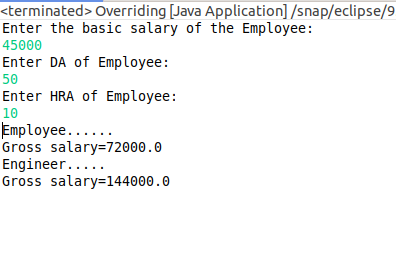 <terminated> Overriding [Java Application] /snap/eclipse/9
Enter the basic salary of the Employee:
45000
Enter DA of Employee:
50
Enter HRA of Employee:
10
Employee......
Gross salary=72000.0
Engineer.....
Gross salary=144000.0